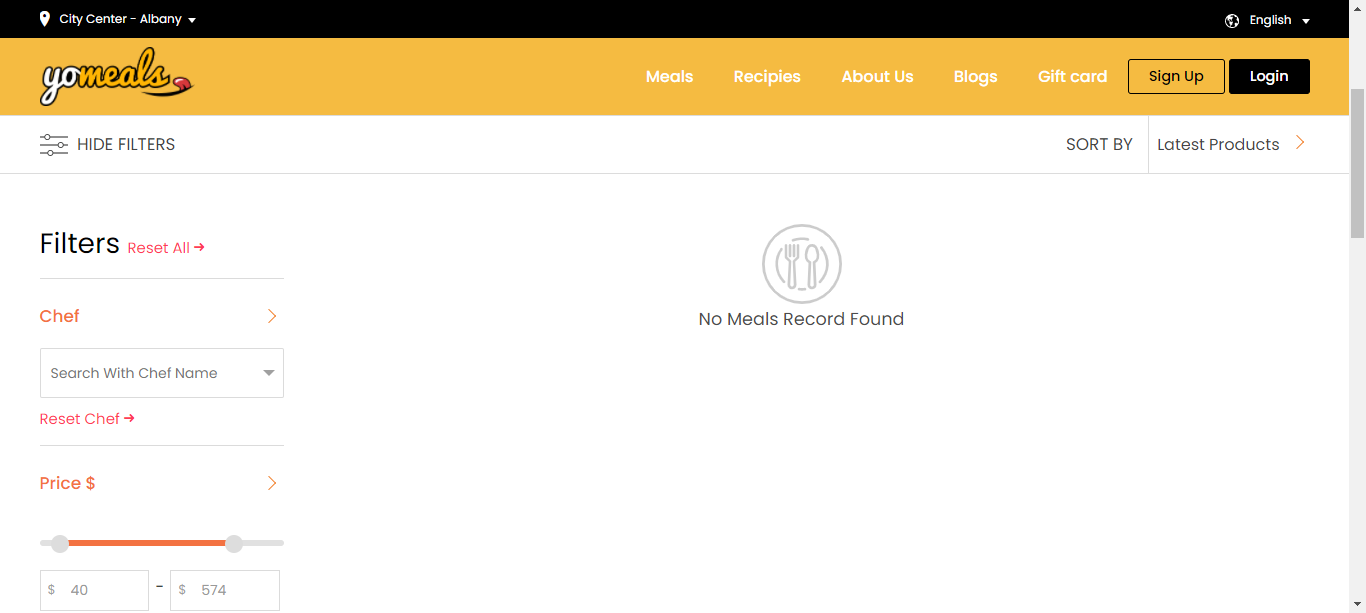 City Center - Albany
English
yomeals
Meals
Recipies
About Us
Blogs
Gift card
Sign Up
Login
HIDE FILTERS
SORT BY
Latest Products
Filters Reset All →
No Meals Record Found
Chef
Search With Chef Name
Reset Chef →
Price $
$ 40 - $ 574